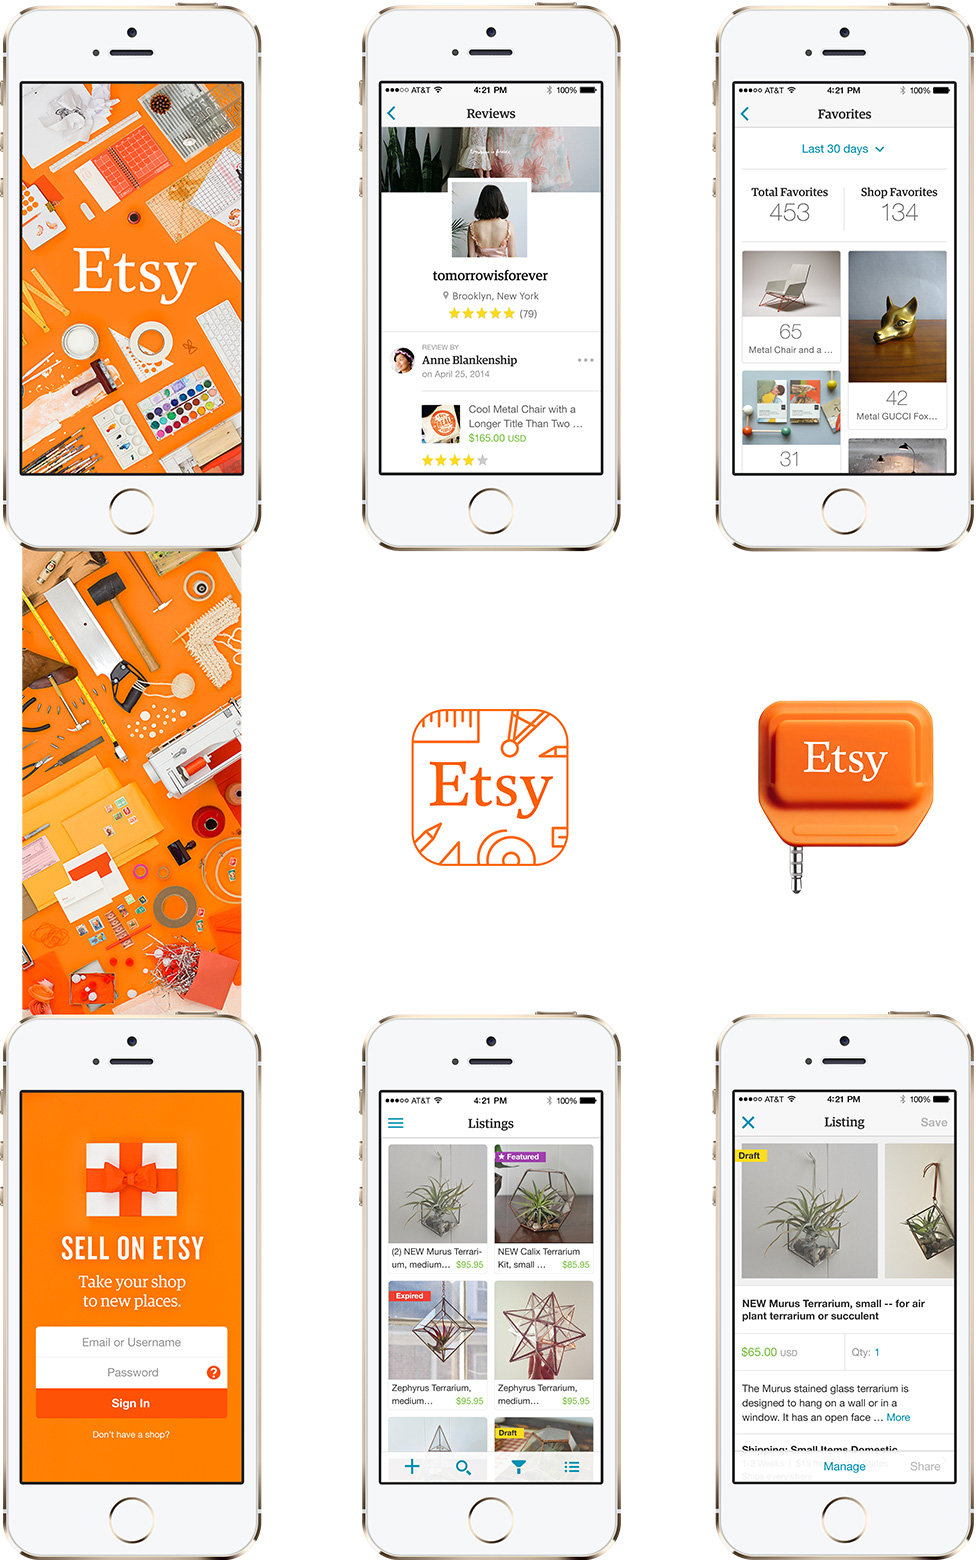 Etsy
●●●○○ AT&T 4:21 PM 100%
Reviews
tomorrowisforever
Brooklyn, New York
(79)
REVIEW BY
Anne Blankenship
on April 25, 2014
Cool Metal Chair with a
Longer Title Than Two ...
$165.00 USD
●●●○○ AT&T 4:21 PM 100%
Favorites
Last 30 days
Total Favorites Shop Favorites
453 134
65
Metal Chair and a ...
42
Metal GUCCI Fox...
31
Etsy
Etsy
SELL ON ETSY
Take your shop
to new places.
Email or Username
Password ?
Sign In
Don't have a shop?
●●●○○ AT&T 4:21 PM 100%
Listings
(2) NEW Murus Terrari-
um, medium... $95.95
Featured
NEW Calix Terrarium
Kit, small ... $85.95
Expired
Zephyrus Terrarium,
medium... $95.95
Zephyrus Terrarium,
medium... $95.95
Draft
●●●○○ AT&T 4:21 PM 100%
Listing Save
Draft
NEW Murus Terrarium, small -- for air
plant terrarium or succulent
$65.00 USD Qty: 1
The Murus stained glass terrarium is
designed to hang on a wall or in a
window. It has an open face ... More
Shipping: Small Items Domestic
Manage Share